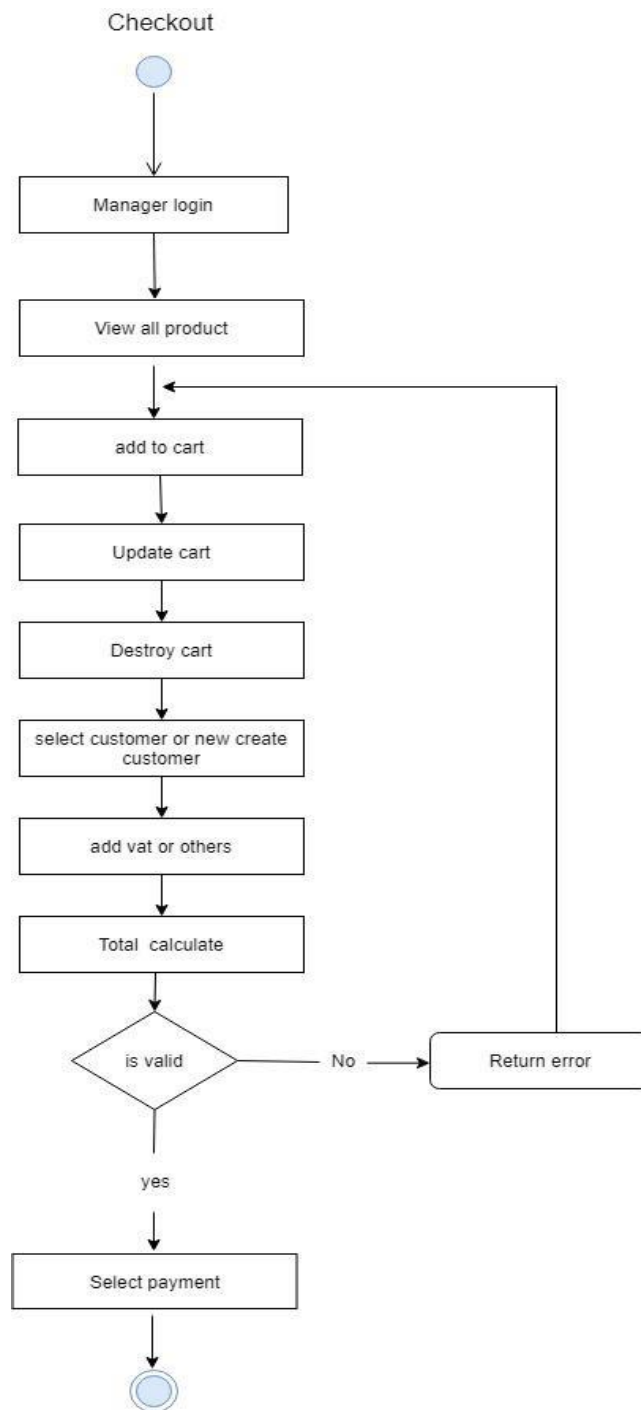 Checkout
Manager login
View all product
add to cart
Update cart
Destroy cart
select customer or new create
customer
add vat or others
Total calculate
is valid
No
Return error
yes
Select payment